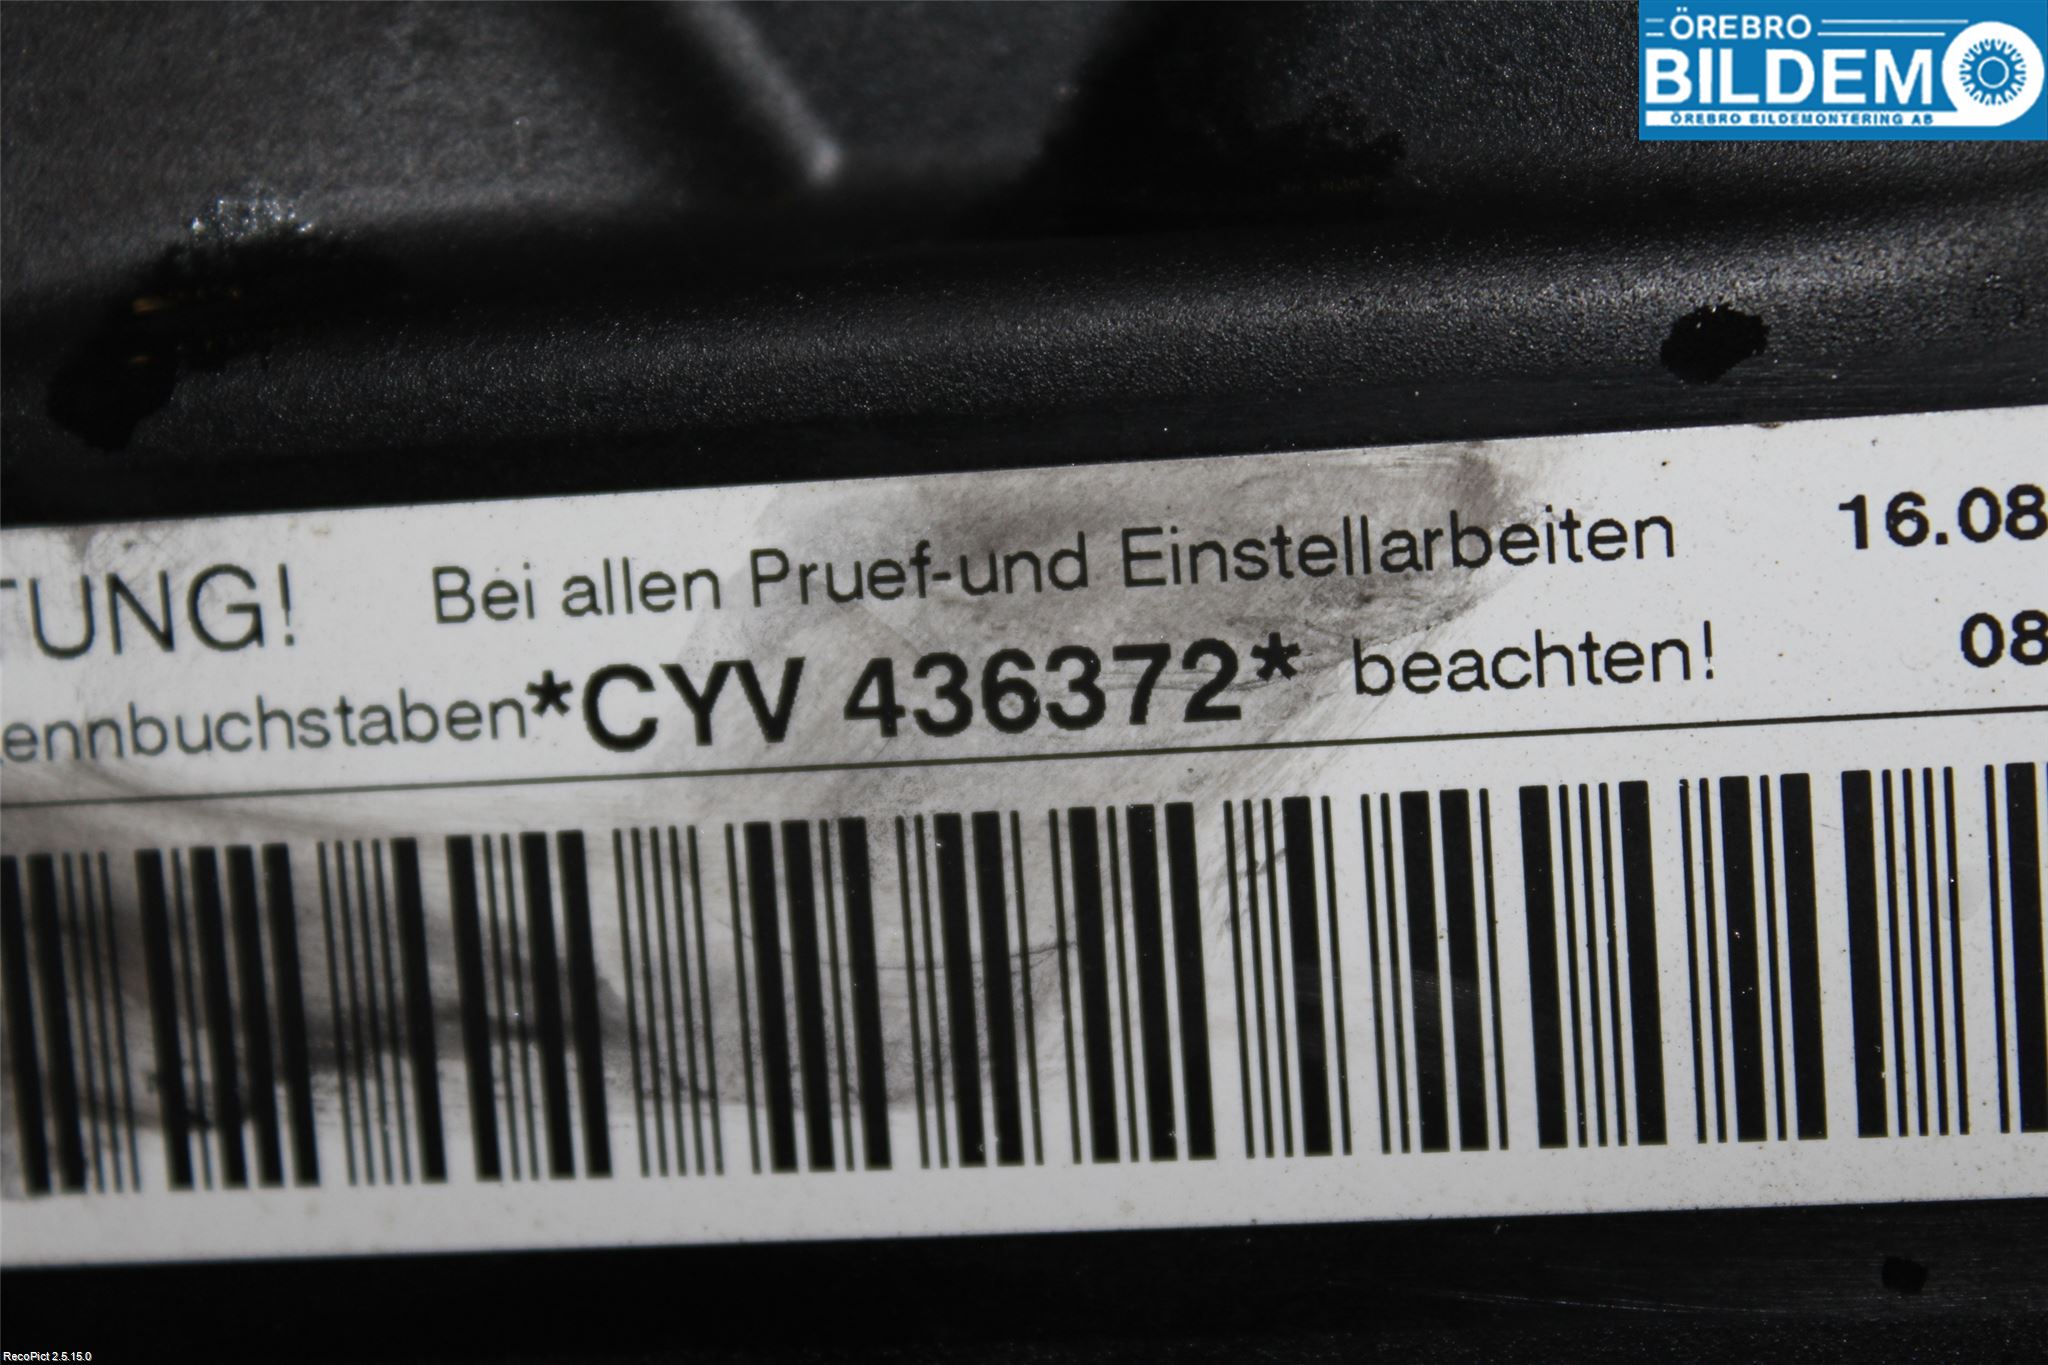 ÖREBRO
BILDEMO
ÖREBRO BILDEMONTERING AB
TUNG! Bei allen Pruef-und Einstellarbeiten 16.08
ennbuchstaben*CYV 436372* beachten! 08
RecoPict 2.5.15.0